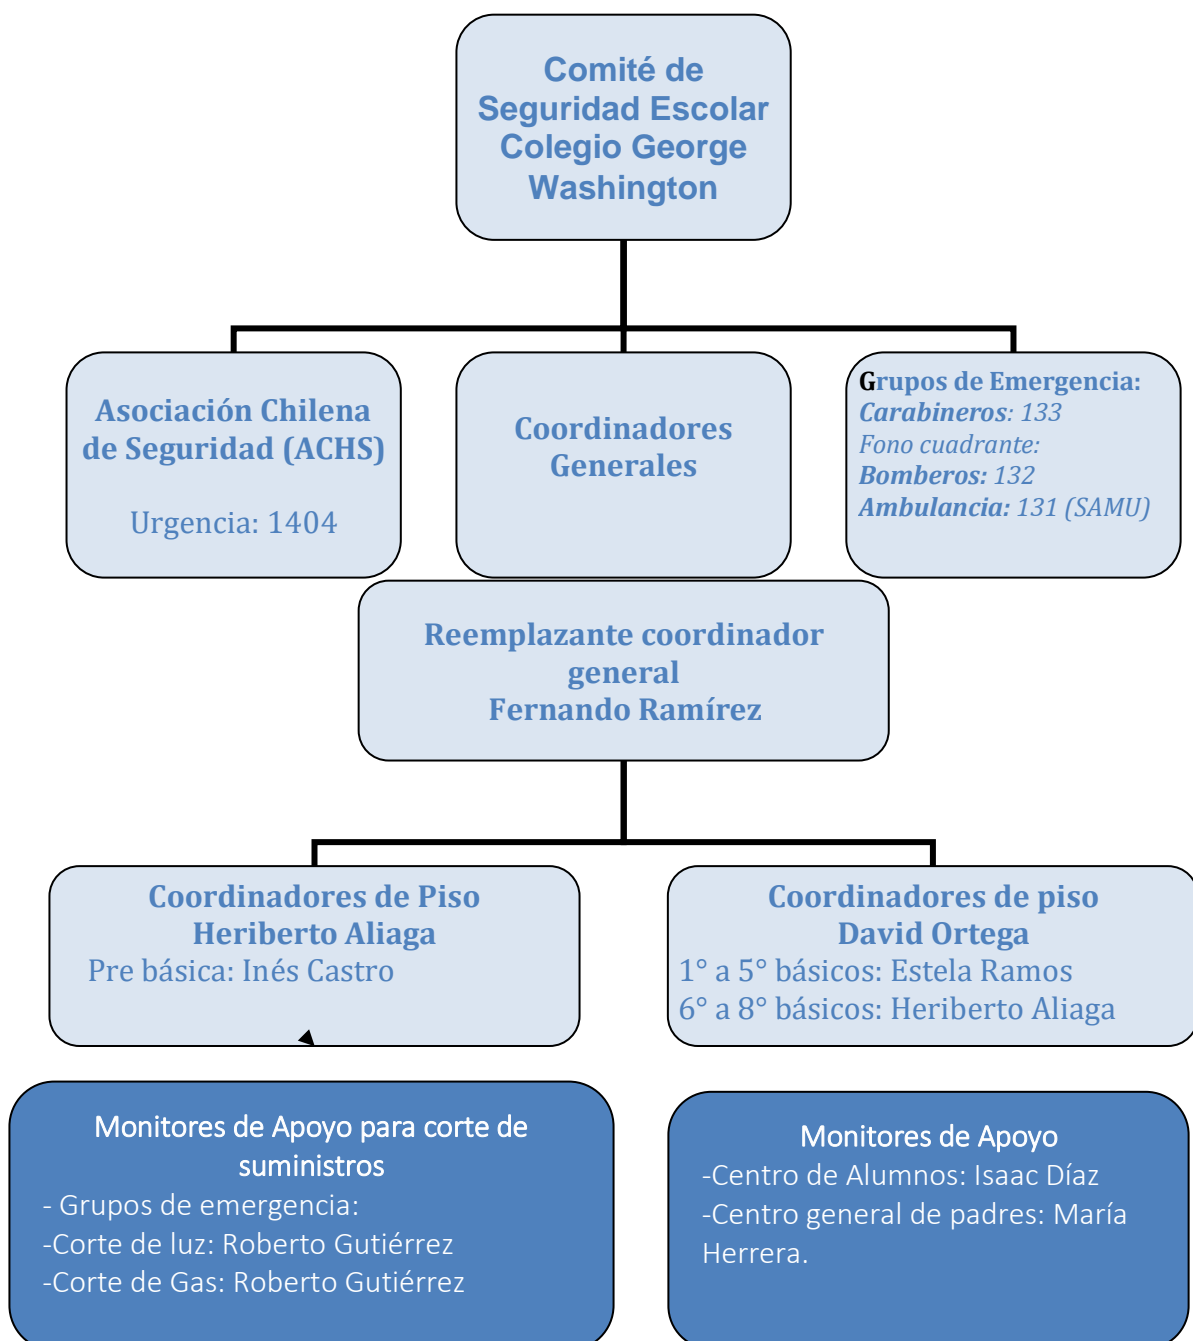 Comité de
Seguridad Escolar
Colegio George
Washington
Asociación Chilena
de Seguridad (ACHS)
Urgencia: 1404
Coordinadores
Generales
Grupos de Emergencia:
Carabineros: 133
Fono cuadrante:
Bomberos: 132
Ambulancia: 131 (SAMU)
Reemplazante coordinador
general
Fernando Ramírez
Coordinadores de Piso
Heriberto Aliaga
Pre básica: Inés Castro
Coordinadores de piso
David Ortega
1° a 5° básicos: Estela Ramos
6° a 8° básicos: Heriberto Aliaga
Monitores de Apoyo para corte de
suministros
- Grupos de emergencia:
-Corte de luz: Roberto Gutiérrez
-Corte de Gas: Roberto Gutiérrez
Monitores de Apoyo
-Centro de Alumnos: Isaac Díaz
-Centro general de padres: María
Herrera.